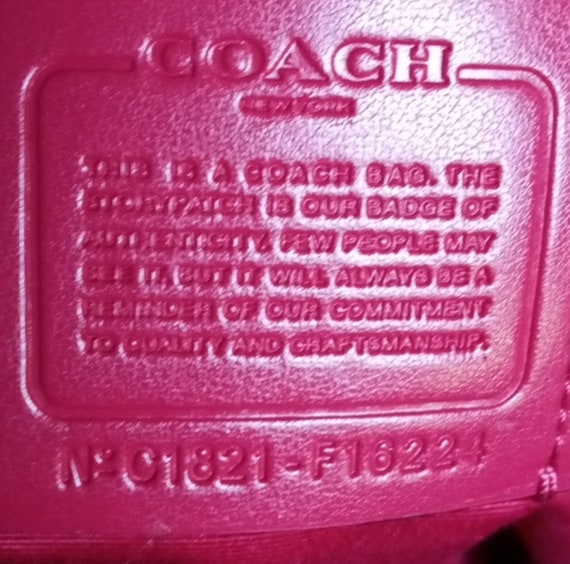 COACH
NEW YORK
THIS IS A COACH BAG. THE
STORYPATCH IS OUR BADGE OF
AUTHENTICITY. FEW PEOPLE MAY
SEE IT, BUT IT WILL ALWAYS BE A
REMINDER OF OUR COMMITMENT
TO QUALITY AND CRAFTSMANSHIP.
Nº C1821-F16224